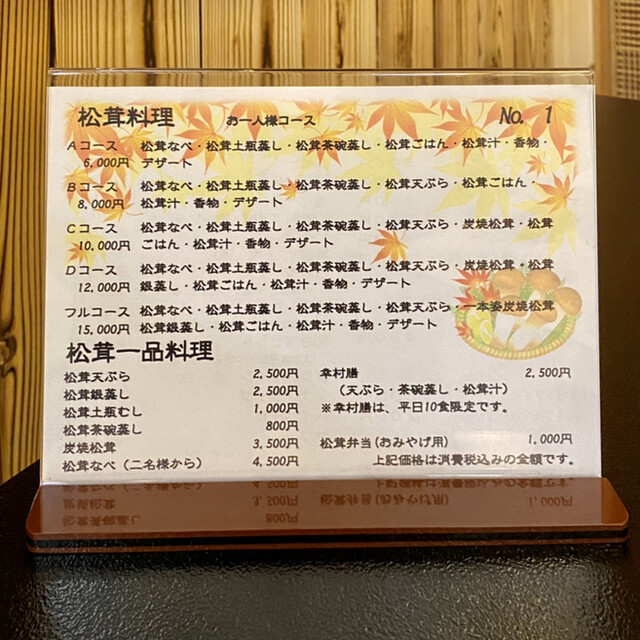 松茸料理 お一人様コース No. 1
Aコース 松茸なべ・松茸土瓶蒸し・松茸茶碗蒸し・松茸ごはん・松茸汁・香物・
6,000円 デザート
Bコース 松茸なべ・松茸土瓶蒸し・松茸茶碗蒸し・松茸天ぷら・松茸ごはん・
8,000円 松茸汁・香物・デザート
Cコース 松茸なべ・松茸土瓶蒸し・松茸茶碗蒸し・松茸天ぷら・炭焼松茸・松茸
10,000円 ごはん・松茸汁・香物・デザート
Dコース 松茸なべ・松茸土瓶蒸し・松茸茶碗蒸し・松茸天ぷら・炭焼松茸・松茸
12,000円 銀蒸し・松茸ごはん・松茸汁・香物・デザート
フルコース 松茸なべ・松茸土瓶蒸し・松茸茶碗蒸し・松茸天ぷら・一本姿炭焼松茸・
15,000円 松茸銀蒸し・松茸ごはん・松茸汁・香物・デザート
松茸一品料理
松茸天ぷら 2,500円
松茸銀蒸し 2,500円
松茸土瓶むし 1,000円
松茸茶碗蒸し 800円
炭焼松茸 3,500円
松茸なべ（二名様から） 4,500円
幸村膳 2,500円
（天ぷら・茶碗蒸し・松茸汁）
※幸村膳は、平日10食限定です。
松茸弁当（おみやげ用） 1,000円
上記価格は消費税込みの金額です。